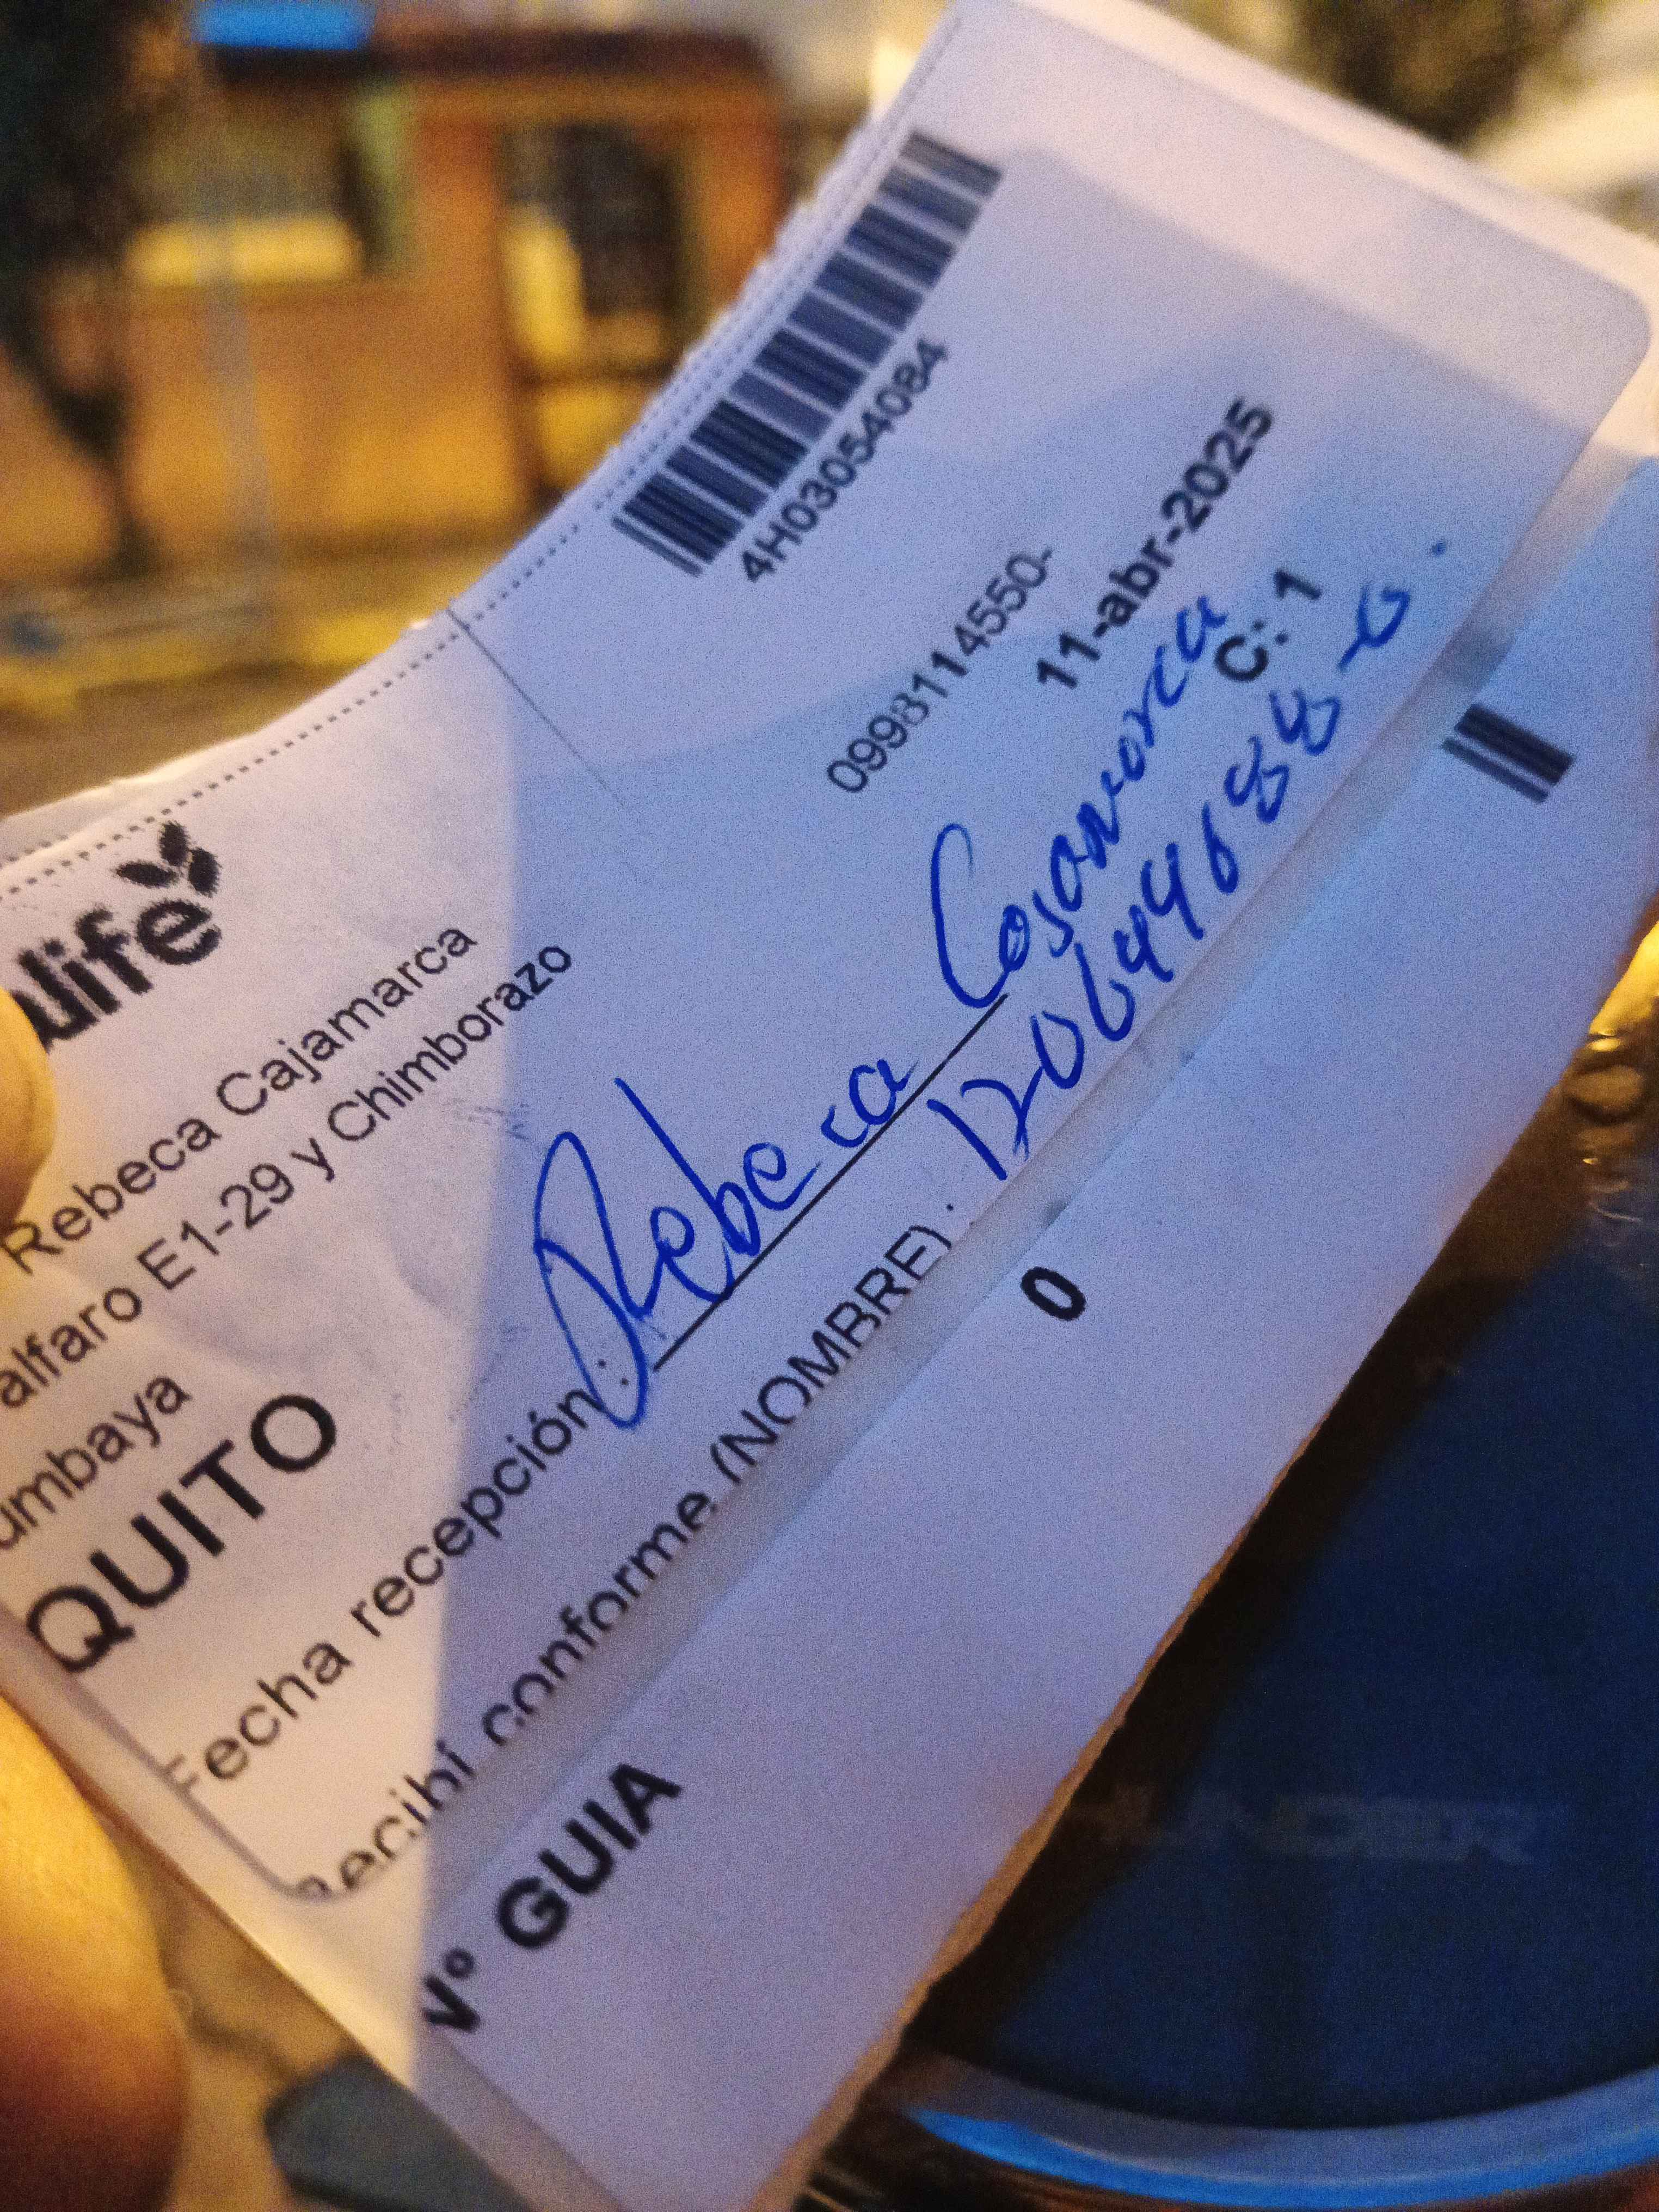 life
4H03054084
Rebeca Cajamarca
0998114550-
alfaro E1-29 y Chimborazo
11-abr-2025
umbaya
QUITO
C: 1
Fecha recepción:
Rebeca
Recibí conforme (NOMBRE).
0
Nº GUIA